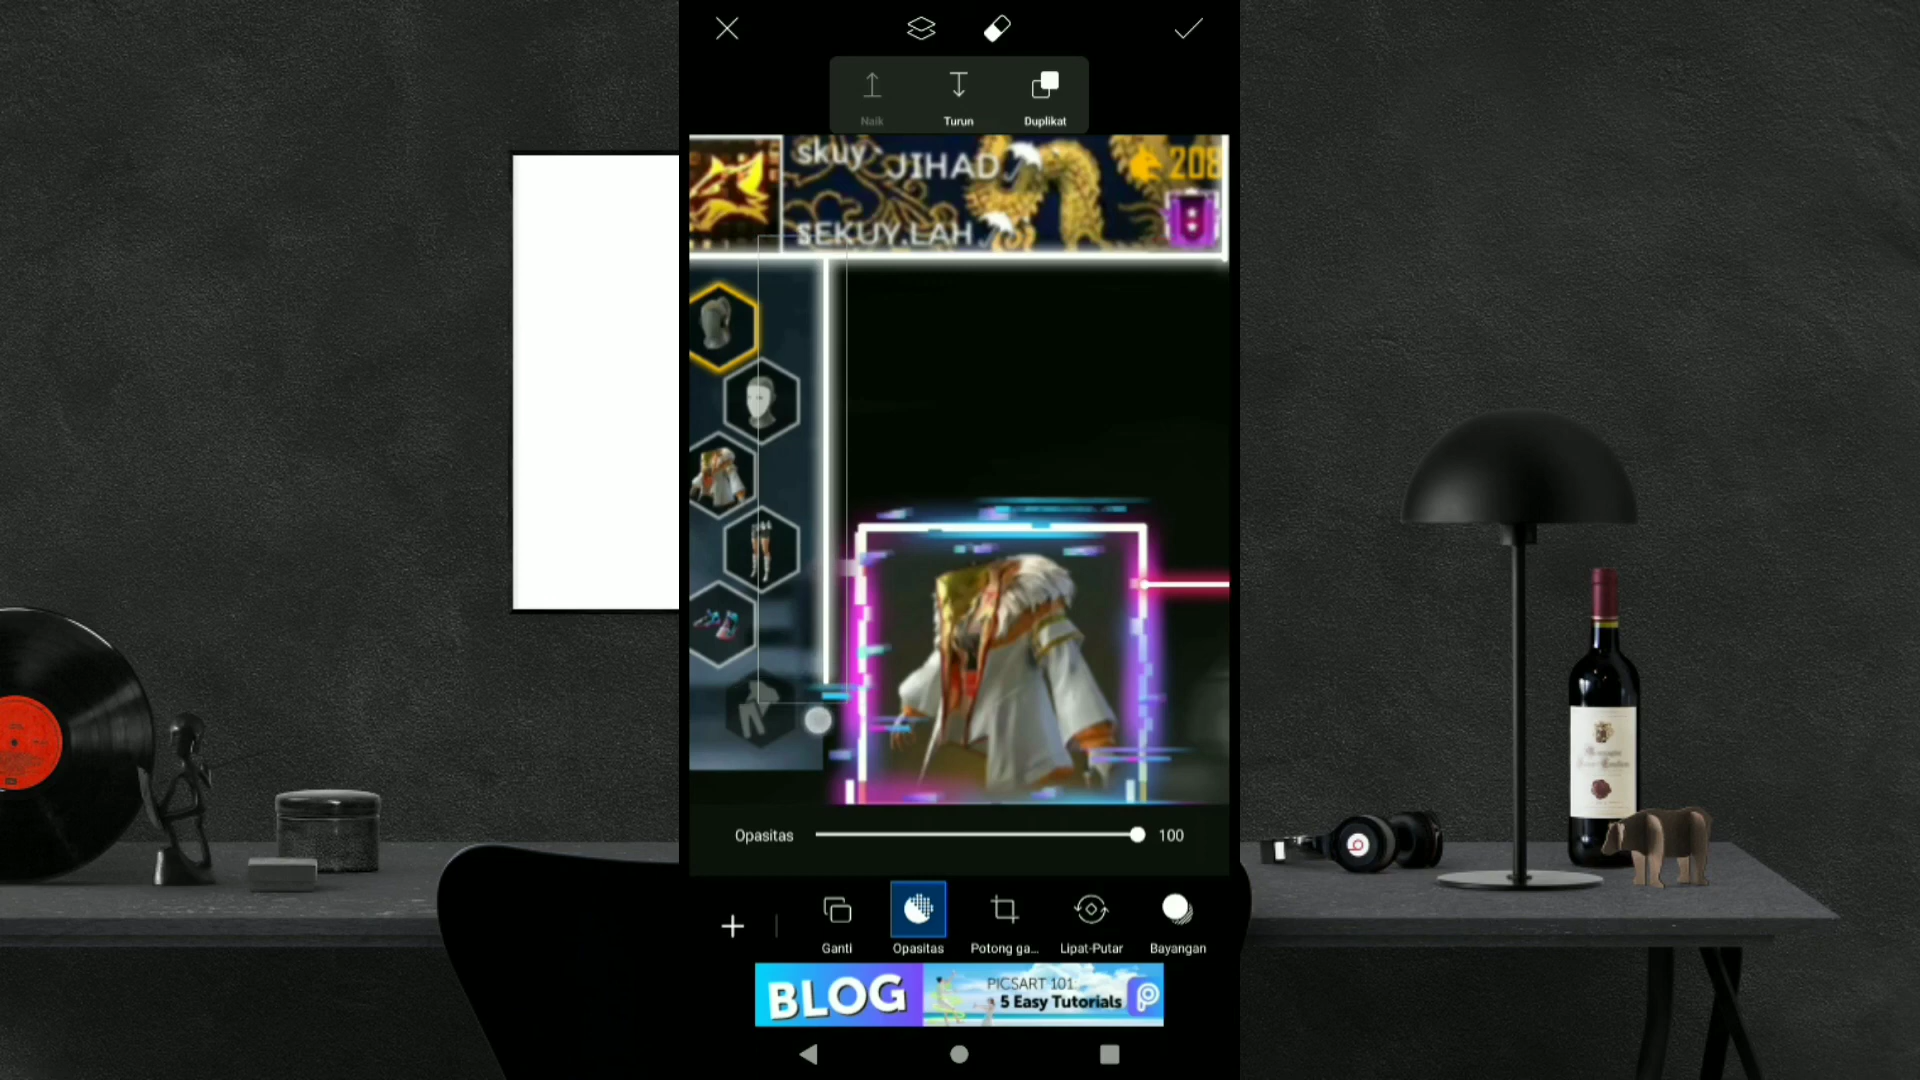 Naik Turun Duplikat
skuy JIHAD 208
SEKUY.LAH
Opasitas 100
Ganti Opasitas Potong ga... Lipat-Putar Bayangan
BLOG PICSART 101:
5 Easy Tutorials